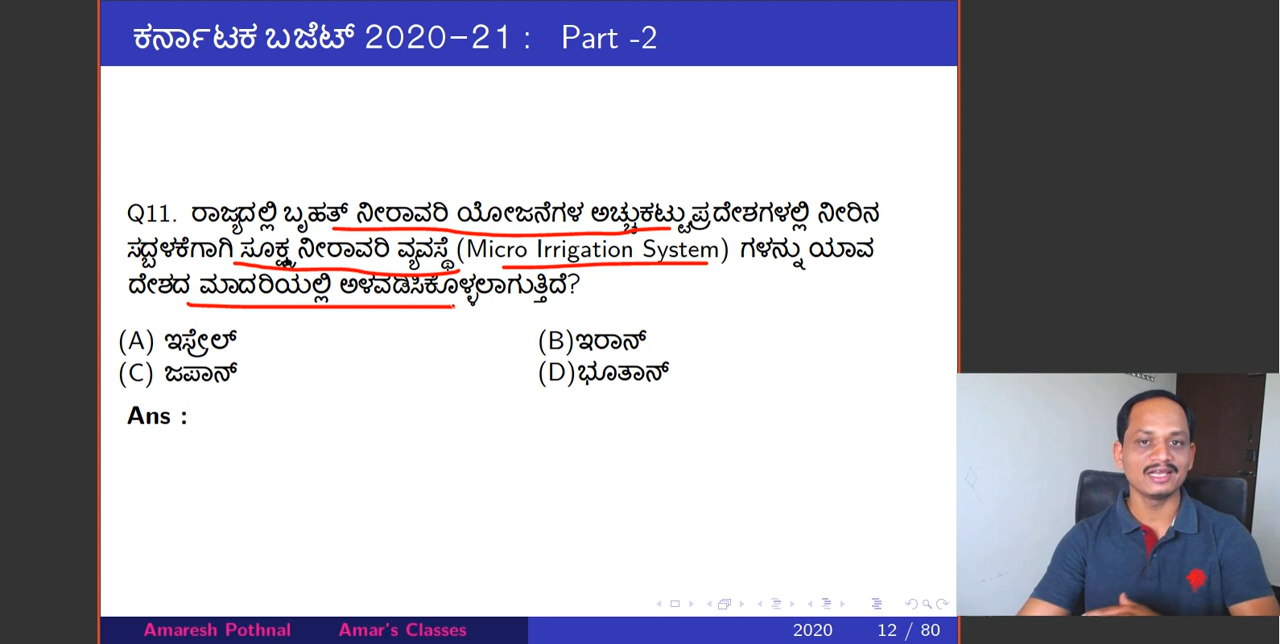 ಕರ್ನಾಟಕ ಬಜೆಟ್ 2020-21 : Part -2
Q11. ರಾಜ್ಯದಲ್ಲಿ ಬೃಹತ್ ನೀರಾವರಿ ಯೋಜನೆಗಳ ಅಚ್ಚುಕಟ್ಟುಪ್ರದೇಶಗಳಲ್ಲಿ ನೀರಿನ
ಸದ್ಬಳಕೆಗಾಗಿ ಸೂಕ್ಷ್ಮ ನೀರಾವರಿ ವ್ಯವಸ್ಥೆ (Micro Irrigation System) ಗಳನ್ನು ಯಾವ
ದೇಶದ ಮಾದರಿಯಲ್ಲಿ ಅಳವಡಿಸಿಕೊಳ್ಳಲಾಗುತ್ತಿದೆ?
(A) ಇಸ್ರೇಲ್ (B)ಇರಾನ್
(C) ಜಪಾನ್ (D)ಭೂತಾನ್
Ans :
Amaresh Pothnal Amar's Classes 2020 12 / 80